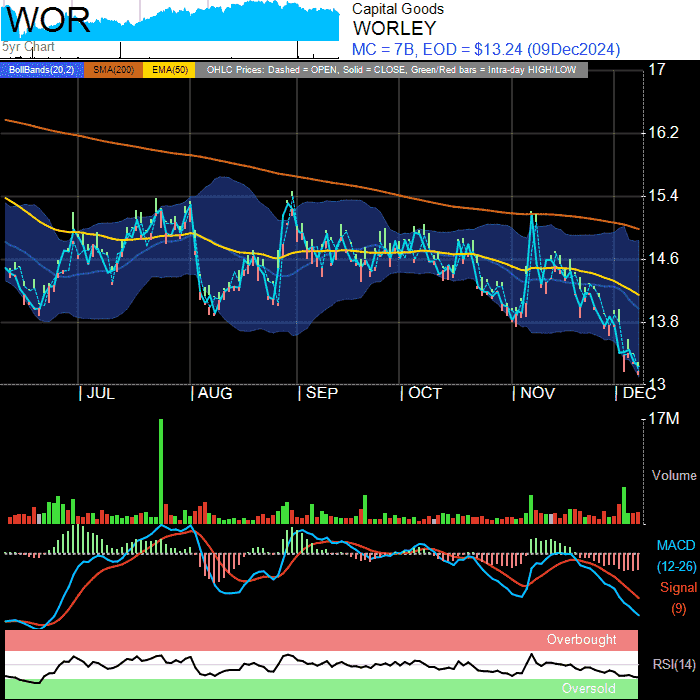 WOR
5yr Chart
Capital Goods
WORLEY
MC = 7B, EOD = $13.24 (09Dec2024)
BollBands(20,2) SMA(200) EMA(50) OHLC Prices: Dashed = OPEN, Solid = CLOSE, Green/Red bars = Intra-day HIGH/LOW
17
16.2
15.4
14.6
13.8
13
| JUL | AUG | SEP | OCT | NOV | DEC
17M
Volume
MACD
(12-26)
Signal
(9)
Overbought
RSI(14)
Oversold